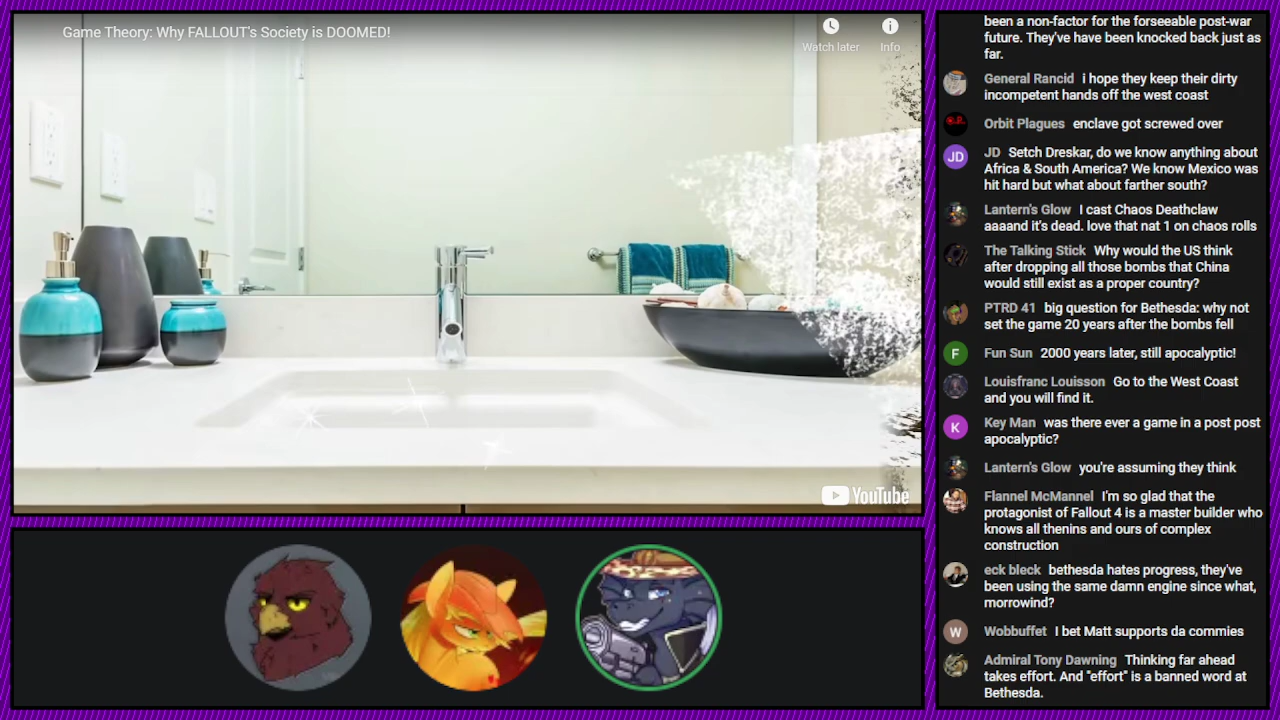 Game Theory: Why FALLOUT's Society is DOOMED!
Watch later
Info
YouTube
been a non-factor for the forseeable post-war
future. They've have been knocked back just as
far.
General Rancid i hope they keep their dirty
incompetent hands off the west coast
Orbit Plagues enclave got screwed over
JD
JD Setch Dreskar, do we know anything about
Africa & South America? We know Mexico was
hit hard but what about farther south?
Lantern's Glow I cast Chaos Deathclaw
aaaand it's dead. love that nat 1 on chaos rolls
The Talking Stick Why would the US think
after dropping all those bombs that China
would still exist as a proper country?
PTRD 41 big question for Bethesda: why not
set the game 20 years after the bombs fell
F
Fun Sun 2000 years later, still apocalyptic!
Louisfranc Louisson Go to the West Coast
and you will find it.
K
Key Man was there ever a game in a post post
apocalyptic?
Lantern's Glow you're assuming they think
Flannel McMannel I'm so glad that the
protagonist of Fallout 4 is a master builder who
knows all thenins and ours of complex
construction
eck bleck bethesda hates progress, they've
been using the same damn engine since what,
morrowind?
W
Wobbuffet I bet Matt supports da commies
Admiral Tony Dawning Thinking far ahead
takes effort. And "effort" is a banned word at
Bethesda.